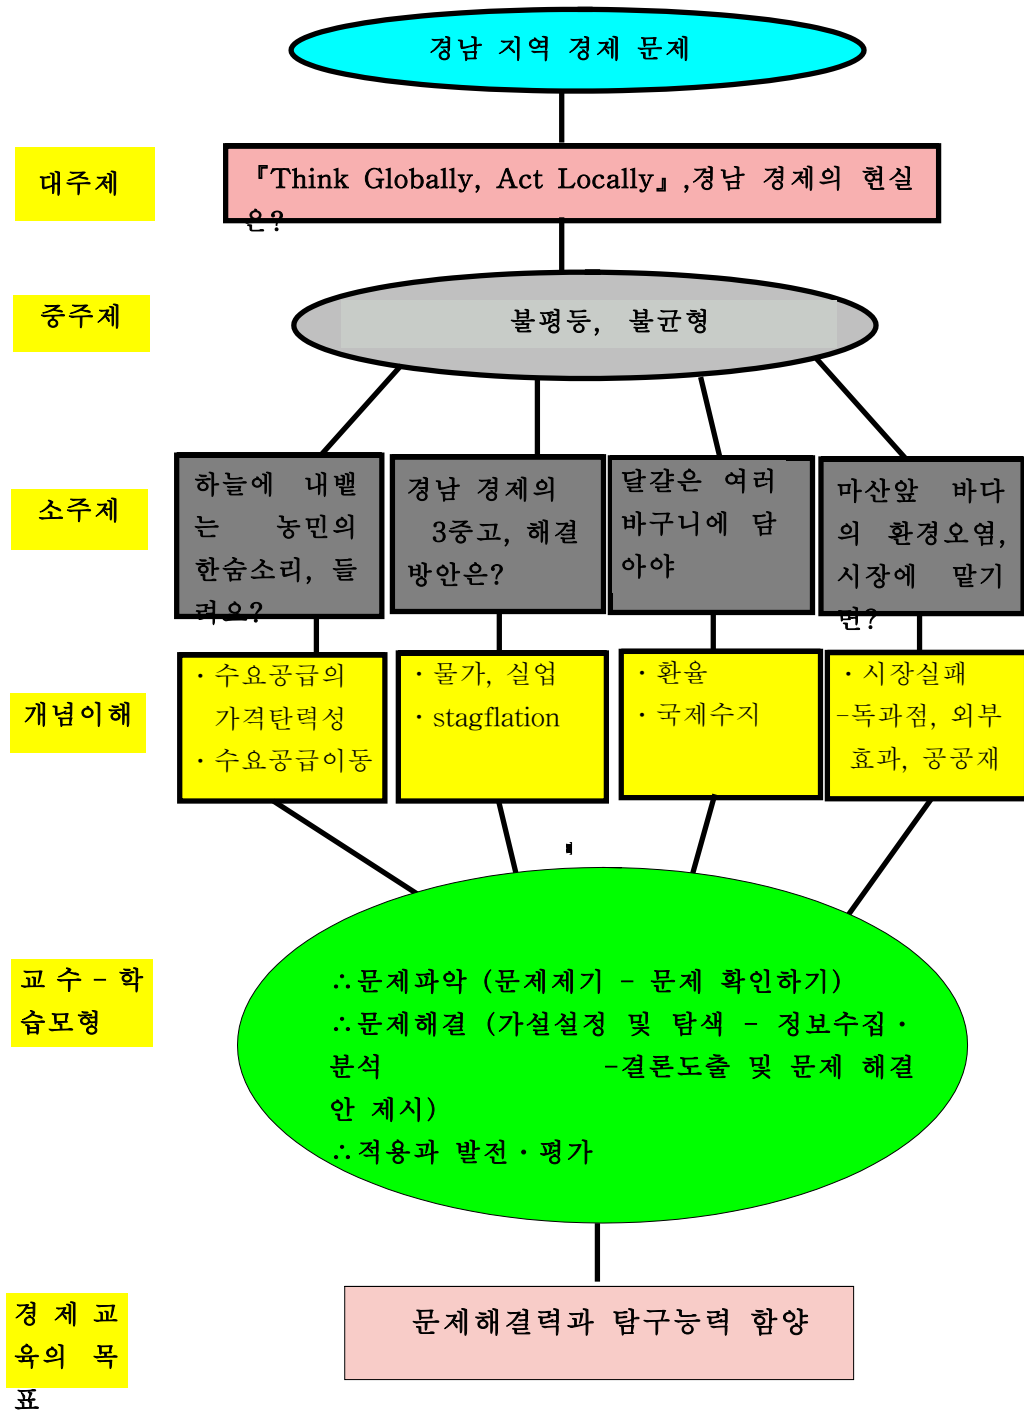 경남 지역 경제 문제
대주제
『Think Globally, Act Locally』,경남 경제의 현실
은?
중주제
불평등, 불균형
소주제
하늘에 내뱉
는 농민의
한숨소리, 들
려요?
경남 경제의
3중고, 해결
방안은?
달걀은 여러
바구니에 담
아야
마산앞 바다
의 환경오염,
시장에 맡기
면?
개념이해
·수요공급의
가격탄력성
·수요공급이동
·물가, 실업
·stagflation
·환율
·국제수지
·시장실패
-독과점, 외부
효과, 공공재
교수-학
습모형
∴문제파악 (문제제기 - 문제 확인하기)
∴문제해결 (가설설정 및 탐색 - 정보수집·
분석 -결론도출 및 문제 해결
안 제시)
∴적용과 발전·평가
경제교
육의 목
표
문제해결력과 탐구능력 함양